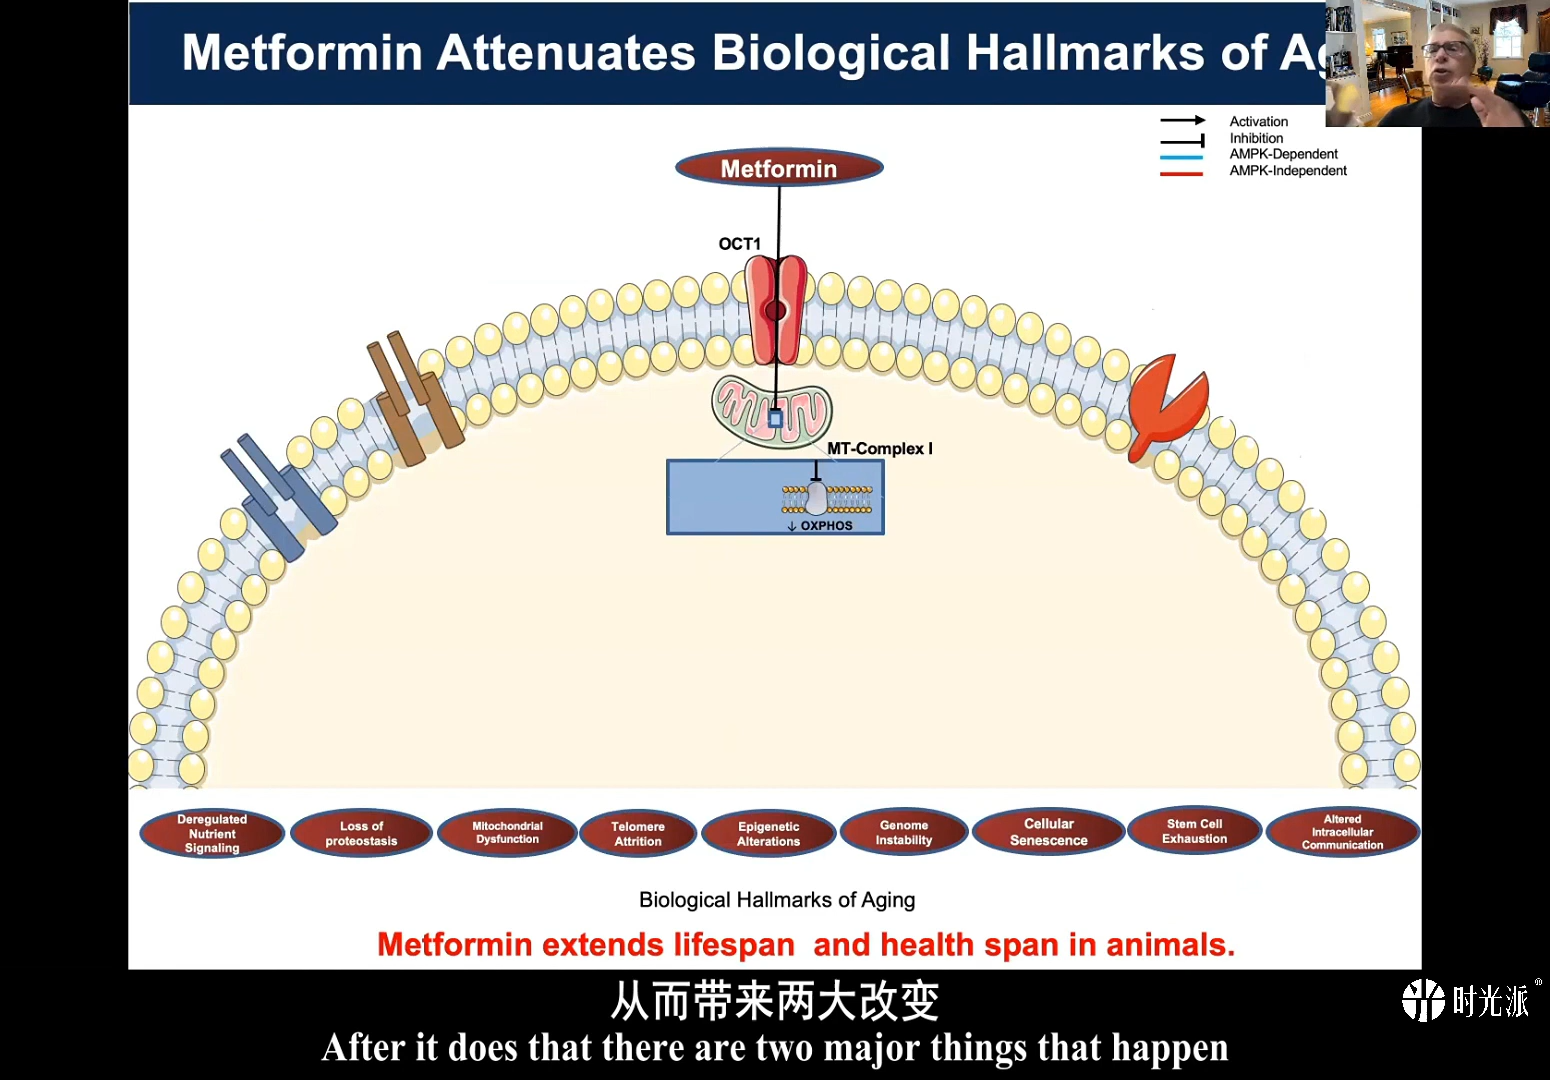 Metformin Attenuates Biological Hallmarks of Ag
Activation
Inhibition
AMPK-Dependent
AMPK-Independent
Metformin
OCT1
MT-Complex I
↓ OXPHOS
Deregulated
Nutrient
Signaling
Loss of
proteostasis
Mitochondrial
Dysfunction
Telomere
Attrition
Epigenetic
Alterations
Genome
Instability
Cellular
Senescence
Stem Cell
Exhaustion
Altered
Intracellular
Communication
Biological Hallmarks of Aging
Metformin extends lifespan and health span in animals.
从而带来两大改变
After it does that there are two major things that happen
时光派®